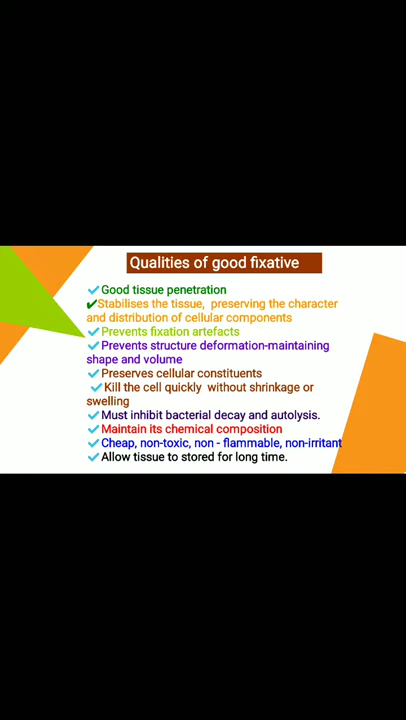 Qualities of good fixative
✓Good tissue penetration
✔Stabilises the tissue, preserving the character
and distribution of cellular components
✓Prevents fixation artefacts
✓Prevents structure deformation-maintaining
shape and volume
✓Preserves cellular constituents
✓Kill the cell quickly without shrinkage or
swelling
✓Must inhibit bacterial decay and autolysis.
✓Maintain its chemical composition
✓Cheap, non-toxic, non - flammable, non-irritant
✓Allow tissue to stored for long time.